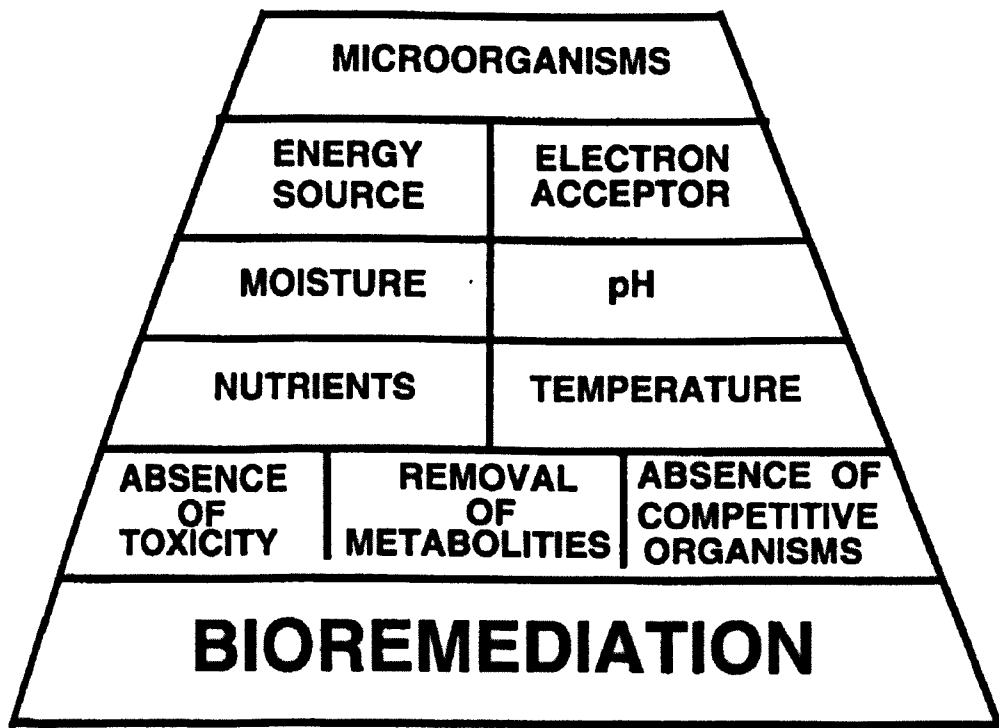 MICROORGANISMS
ENERGY
SOURCE
ELECTRON
ACCEPTOR
MOISTURE
pH
NUTRIENTS
TEMPERATURE
ABSENCE
OF
TOXICITY
REMOVAL
OF
METABOLITIES
ABSENCE OF
COMPETITIVE
ORGANISMS
BIOREMEDIATION